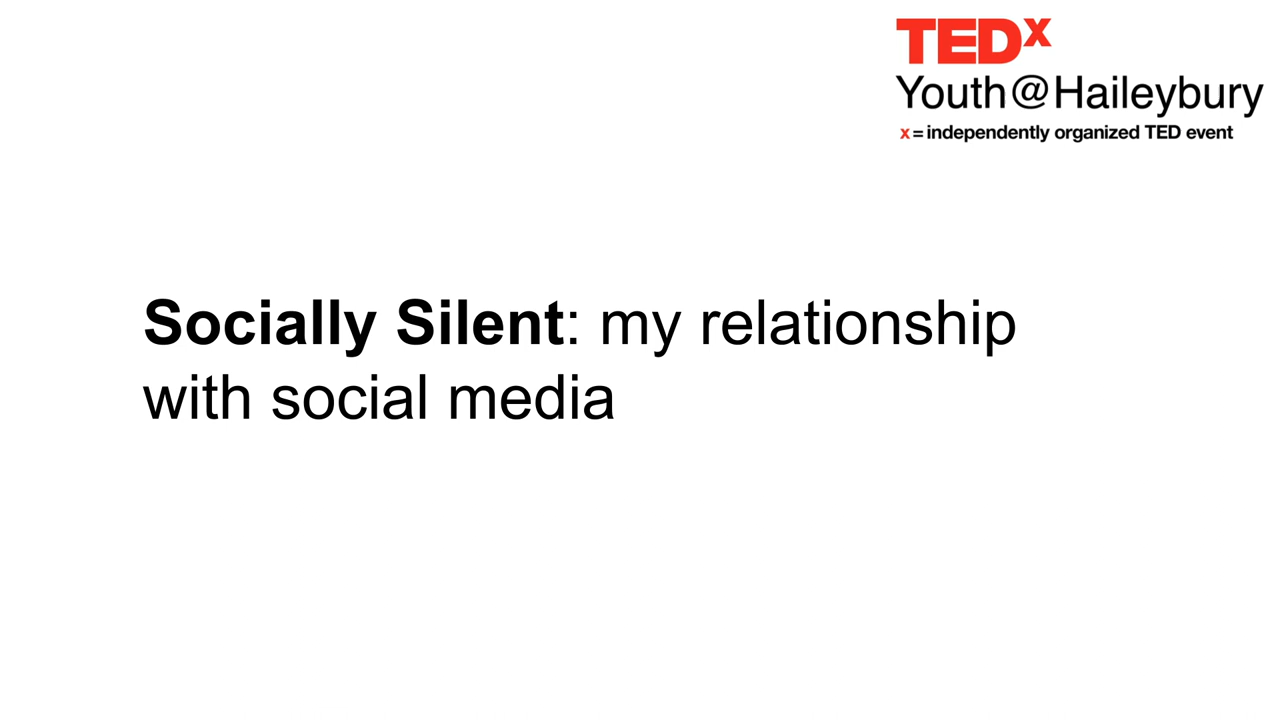 TEDx
Youth@Haileybury
x = independently organized TED event
Socially Silent: my relationship
with social media